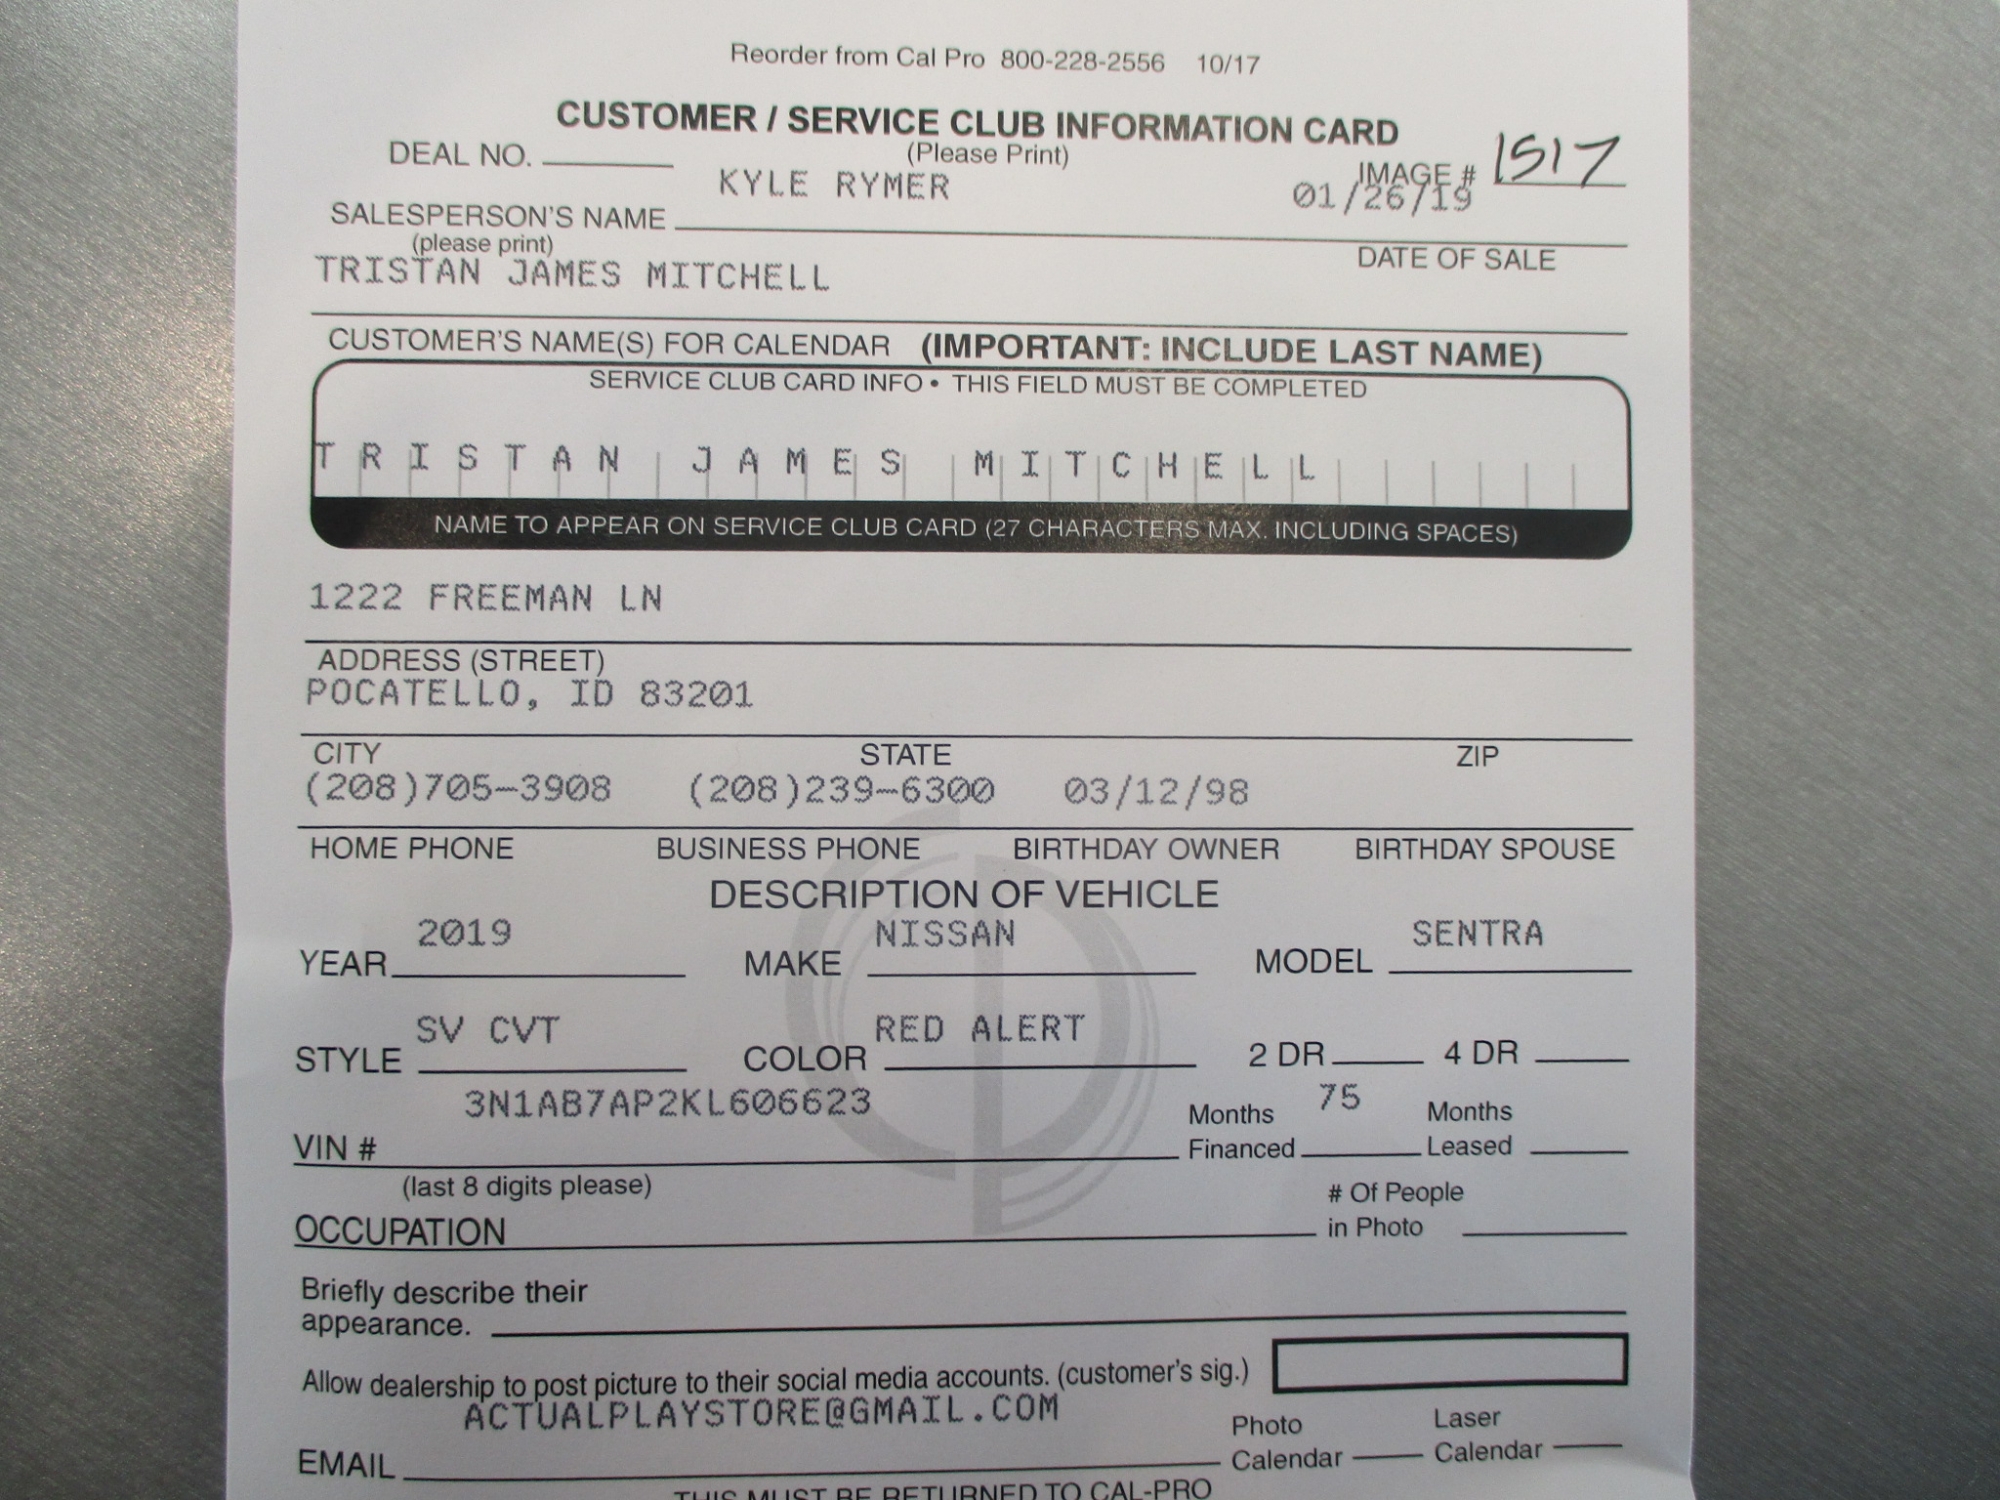 Reorder from Cal Pro 800-228-2556 10/17
CUSTOMER / SERVICE CLUB INFORMATION CARD
(Please Print)
DEAL NO.
IMAGE # 1517
KYLE RYMER 01/26/19
SALESPERSON'S NAME
(please print)
DATE OF SALE
TRISTAN JAMES MITCHELL
CUSTOMER'S NAME(S) FOR CALENDAR (IMPORTANT: INCLUDE LAST NAME)
SERVICE CLUB CARD INFO • THIS FIELD MUST BE COMPLETED
TRISTAN JAMES MITCHELL
NAME TO APPEAR ON SERVICE CLUB CARD (27 CHARACTERS MAX. INCLUDING SPACES)
1222 FREEMAN LN
ADDRESS (STREET)
POCATELLO, ID 83201
CITY STATE ZIP
(208)705-3908 (208)239-6300 03/12/98
HOME PHONE BUSINESS PHONE BIRTHDAY OWNER BIRTHDAY SPOUSE
DESCRIPTION OF VEHICLE
2019 NISSAN SENTRA
YEAR MAKE MODEL
SV CVT RED ALERT
STYLE COLOR 2 DR 4 DR
3N1AB7AP2KL606623 75
VIN # Months Financed Months Leased
(last 8 digits please)
OCCUPATION # Of People in Photo
Briefly describe their
appearance.
Allow dealership to post picture to their social media accounts. (customer's sig.)
ACTUALPLAYSTORE@GMAIL.COM
EMAIL Photo Calendar Laser Calendar
THIS MUST BE RETURNED TO CAL-PRO